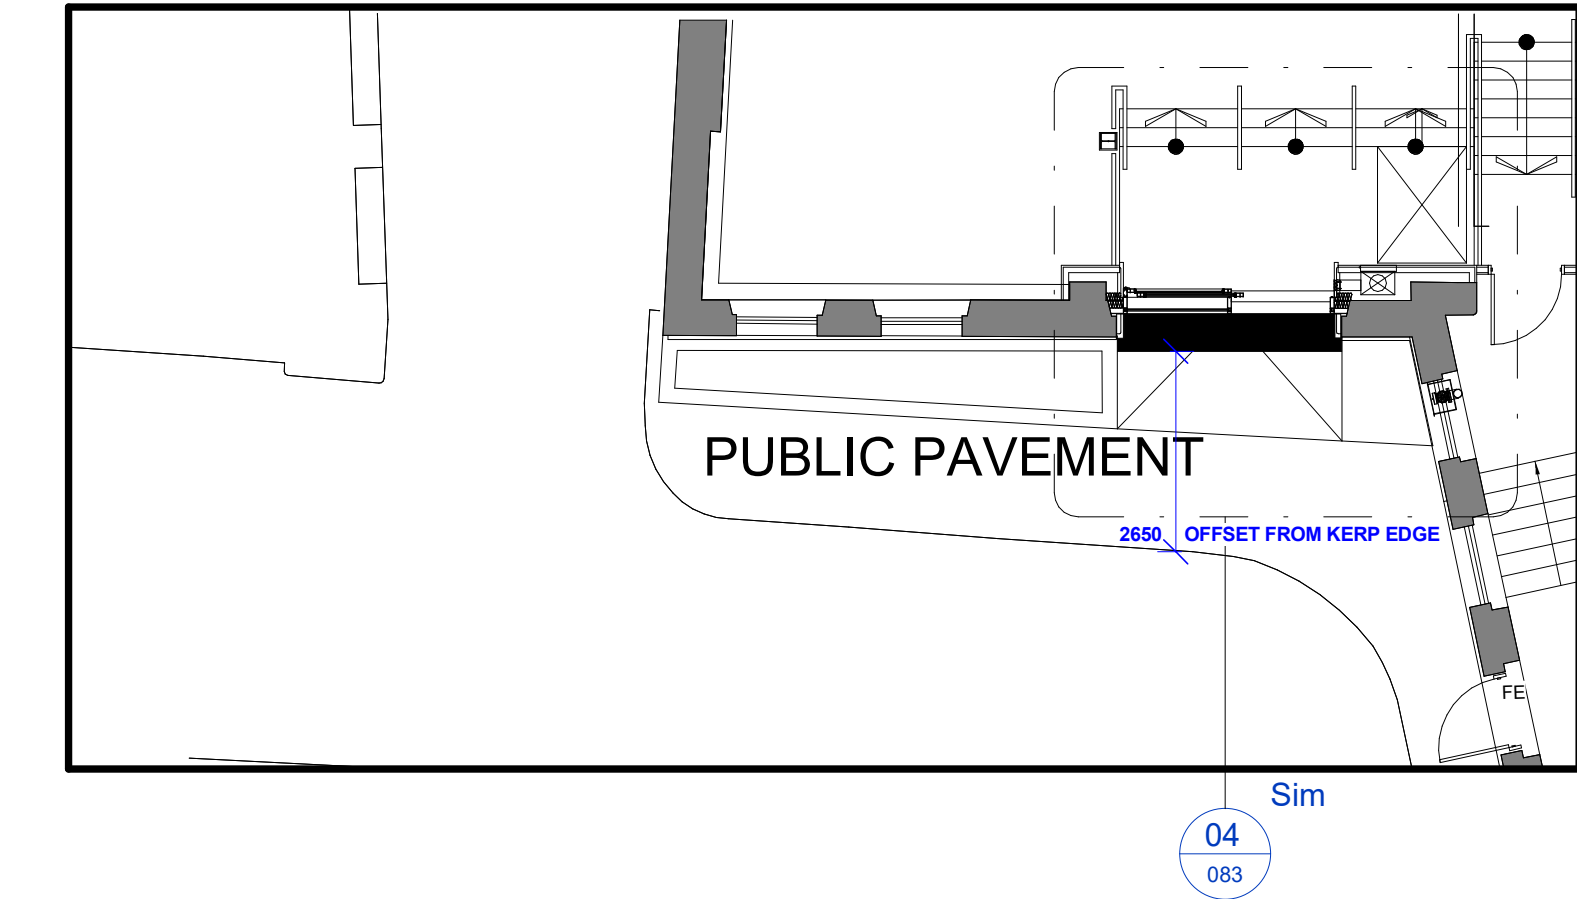 PUBLIC PAVEMENT
2650 OFFSET FROM KERP EDGE
FE
Sim
04
083